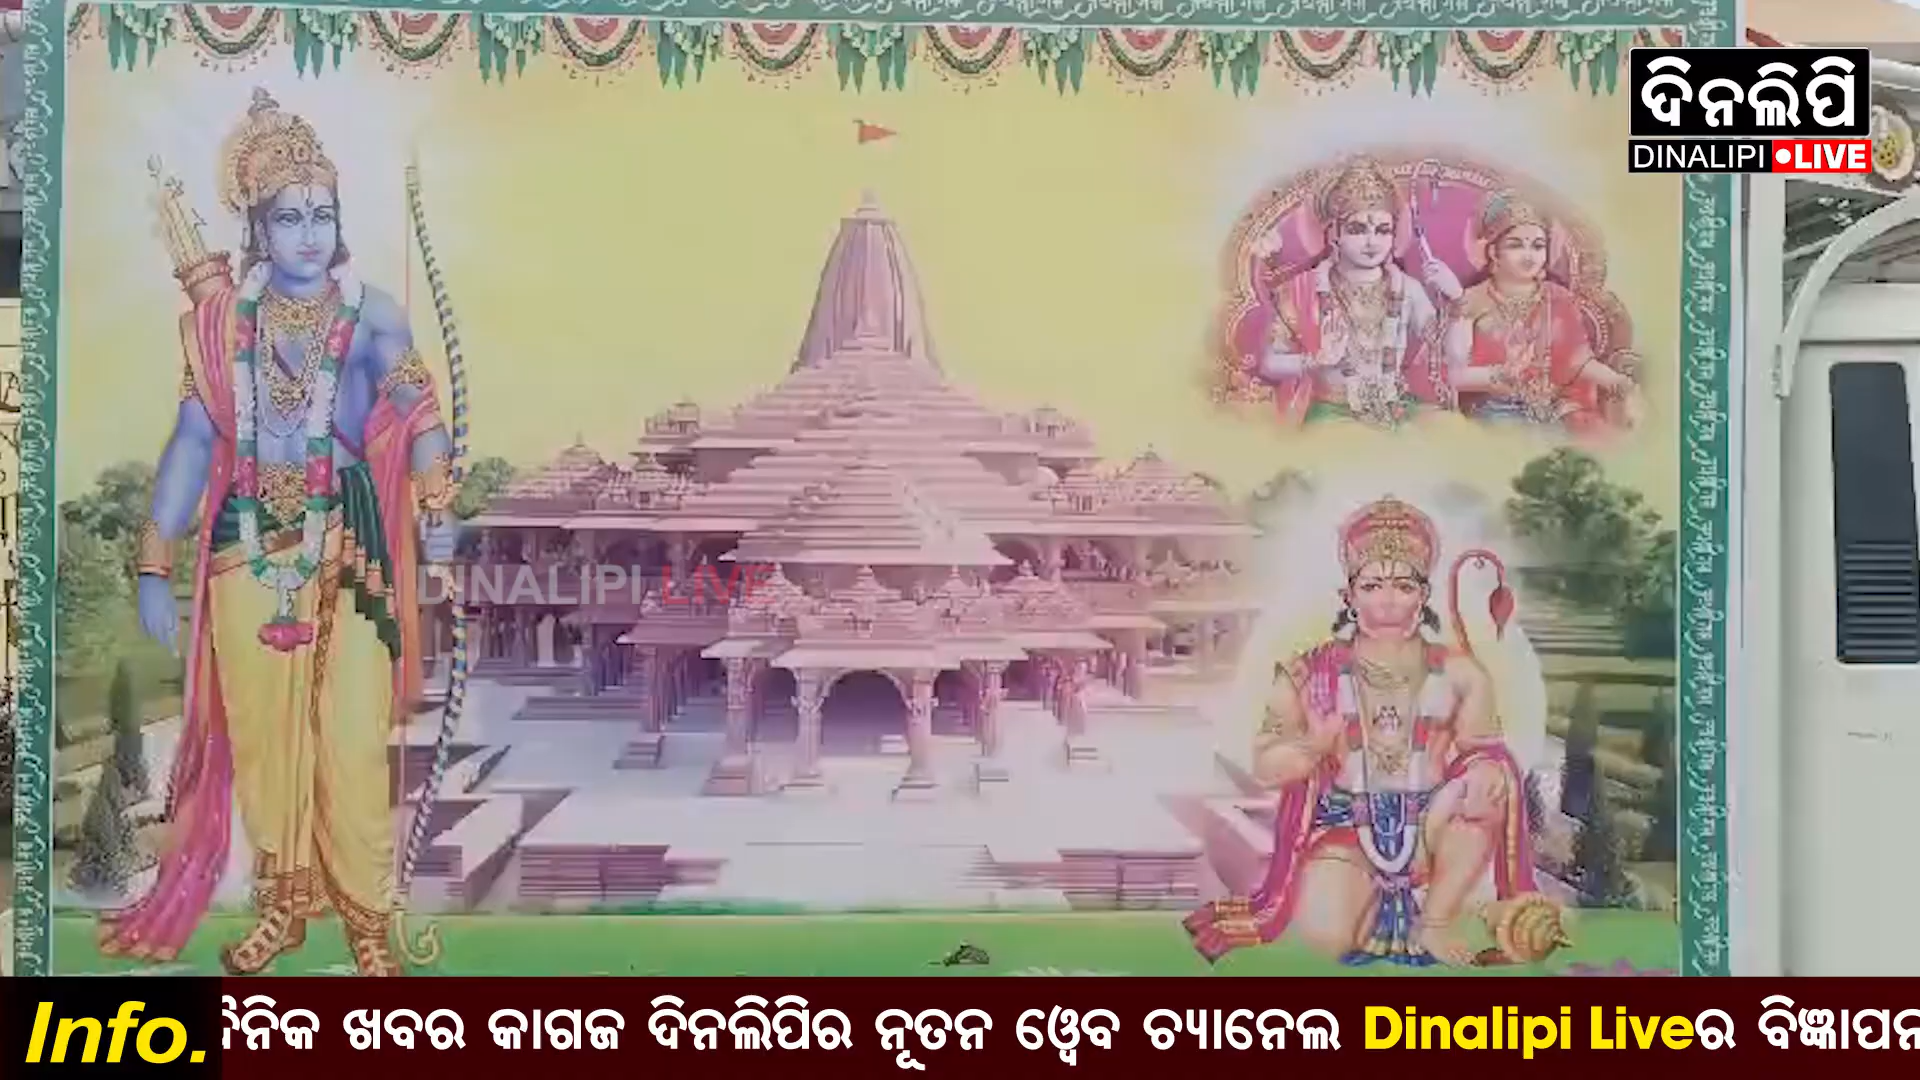 ଦିନଲିପି
DINALIPI LIVE
DINALIPI LIVE
Info. ଦୈନିକ ଖବର କାଗଜ ଦିନଲିପିର ନୂତନ ୱେବ ଚ୍ୟାନେଲ Dinalipi Liveର ବିଜ୍ଞାପନ